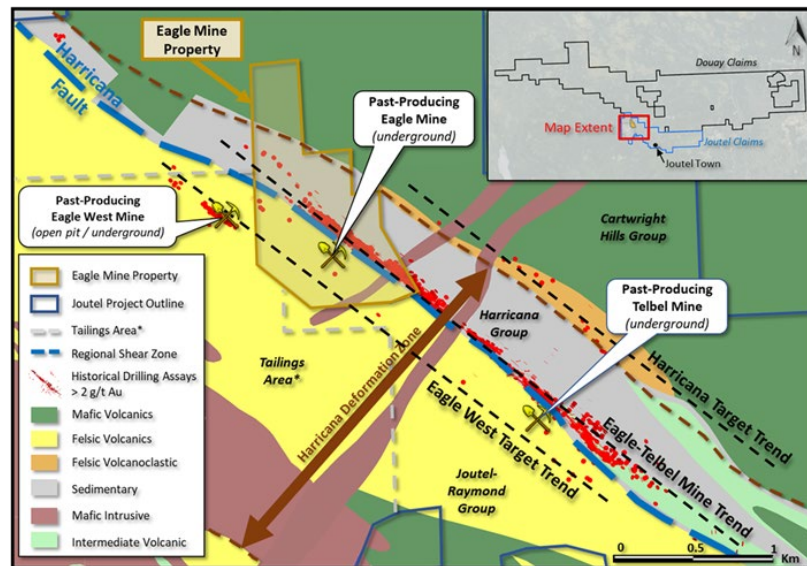 Harricana
Fault
Eagle Mine
Property
Past-Producing
Eagle Mine
(underground)
N
Douay Claims
Map Extent
Joutel Claims
Joutel Town
Past-Producing
Eagle West Mine
(open pit / underground)
Cartwright
Hills Group
Past-Producing
Telbel Mine
(underground)
Harricana
Group
Tailings
Area*
Harricana Deformation Zone
Harricana Target Trend
Eagle West Target Trend
Eagle-Telbel Mine Trend
Joutel-
Raymond
Group
Eagle Mine Property
Joutel Project Outline
Tailings Area*
Regional Shear Zone
Historical Drilling Assays
> 2 g/t Au
Mafic Volcanics
Felsic Volcanics
Felsic Volcanoclastic
Sedimentary
Mafic Intrusive
Intermediate Volcanic
0 0.5 1
Km